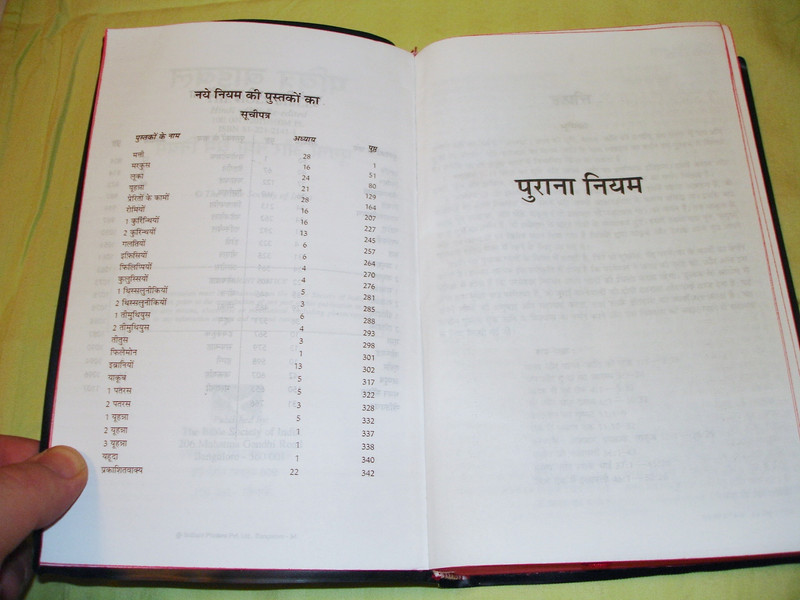 नये नियम की पुस्तकों का
सूचीपत्र
पुस्तकों के नाम अध्याय पृष्ठ
मत्ती 28 1
मरकुस 16 51
लूका 24 80
यूहन्ना 21 129
प्रेरितों के कामों 28 164
रोमियों 16 207
1 कुरिन्थियों 16 227
2 कुरिन्थियों 13 245
गलतियों 6 257
इफिसियों 6 264
फिलिप्पियों 4 270
कुलुस्सियों 4 276
1 थिस्सलुनीकियों 5 281
2 थिस्सलुनीकियों 3 285
1 तीमुथियुस 6 288
2 तीमुथियुस 4 293
तीतुस 3 298
फिलेमोन 1 301
इब्रानियों 13 302
याकूब 5 317
1 पतरस 5 322
2 पतरस 3 328
1 यूहन्ना 5 332
2 यूहन्ना 1 337
3 यूहन्ना 1 338
यहूदा 1 340
प्रकाशितवाक्य 22 342
पुराना नियम